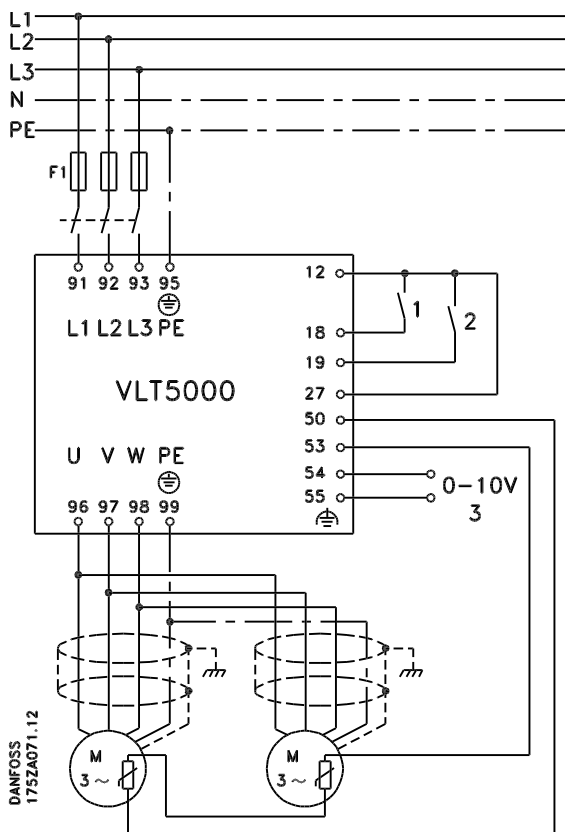 L1
L2
L3
N
PE
F1
91 92 93 95
L1 L2 L3 PE
12
18
19
27
50
53
54
55
1
2
VLT5000
0-10V
3
U V W PE
96 97 98 99
M
3 ~
M
3 ~
DANFOSS
175ZA071.12